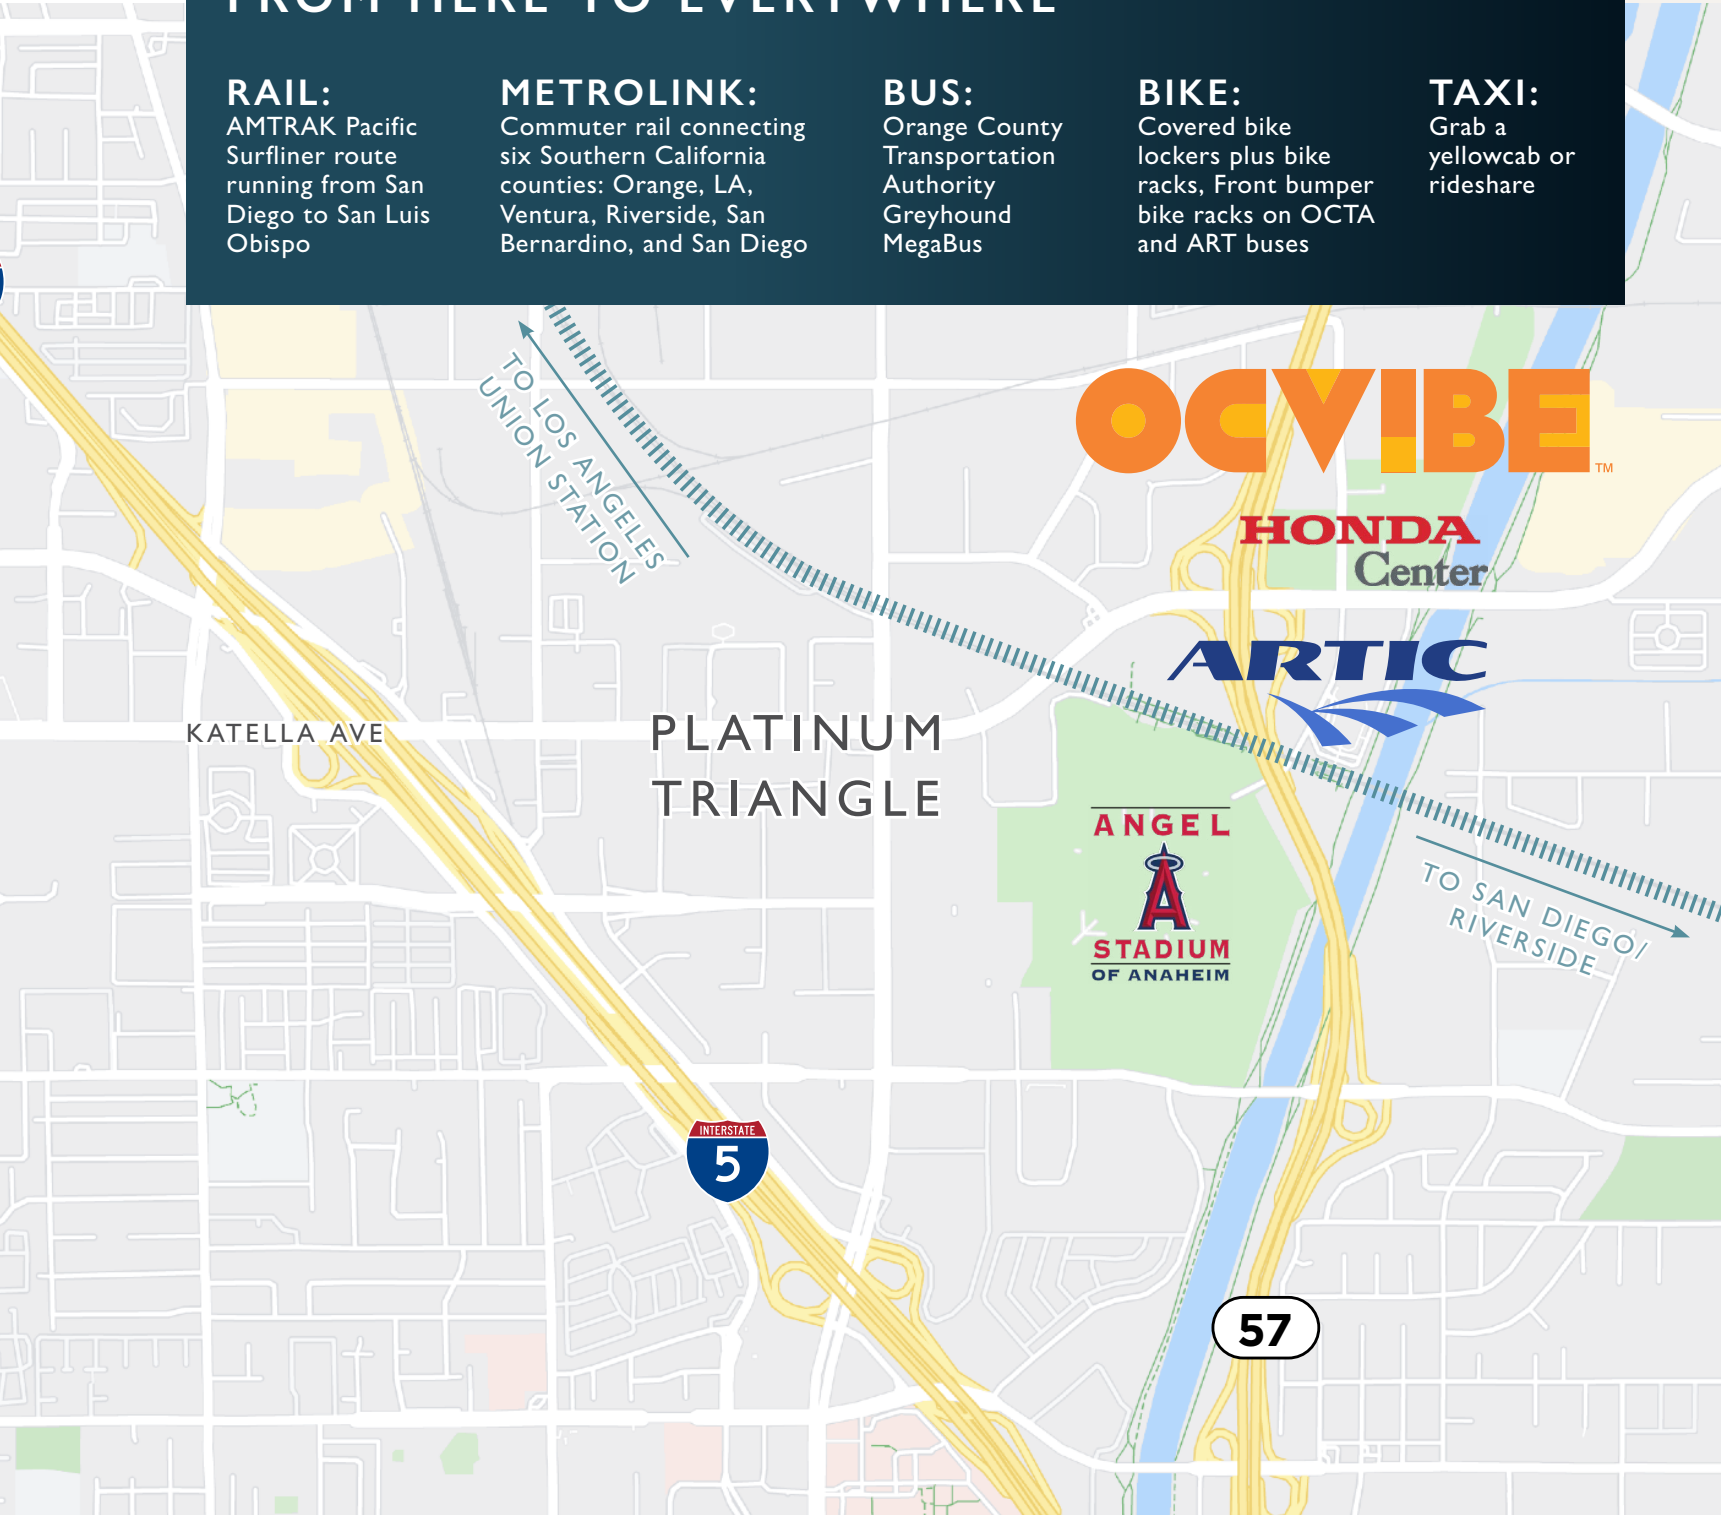 FROM HERE TO EVERYWHERE
RAIL:
AMTRAK Pacific
Surfliner route
running from San
Diego to San Luis
Obispo
METROLINK:
Commuter rail connecting
six Southern California
counties: Orange, LA,
Ventura, Riverside, San
Bernardino, and San Diego
BUS:
Orange County
Transportation
Authority
Greyhound
MegaBus
BIKE:
Covered bike
lockers plus bike
racks, Front bumper
bike racks on OCTA
and ART buses
TAXI:
Grab a
yellowcab or
rideshare
TO LOS ANGELES
UNION STATION
OCVIBE
TM
HONDA
Center
ARTIC
KATELLA AVE
PLATINUM
TRIANGLE
ANGEL
A
STADIUM
OF ANAHEIM
TO SAN DIEGO/
RIVERSIDE
INTERSTATE
5
57